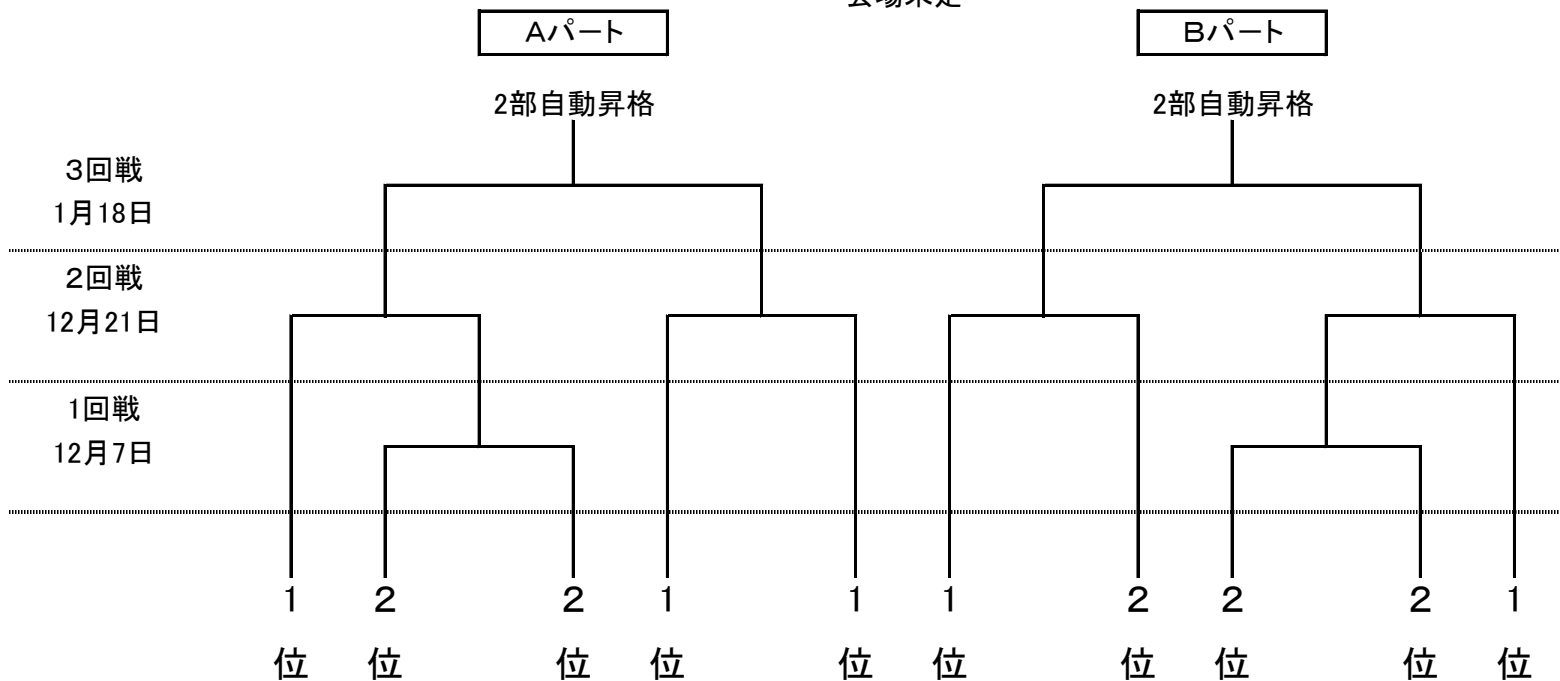 Aパート
Bパート
2部自動昇格
2部自動昇格
3回戦
1月18日
2回戦
12月21日
1回戦
12月7日
1位
2位
2位
1位
1位
1位
2位
2位
2位
1位